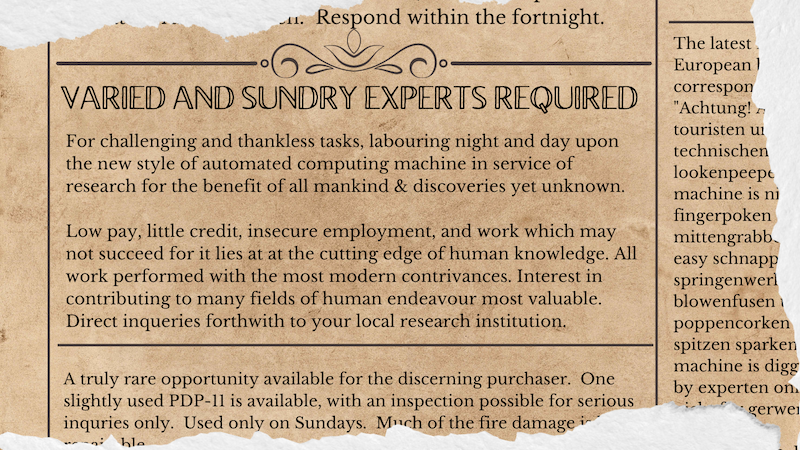 Respond within the fortnight.
VARIED AND SUNDRY EXPERTS REQUIRED
For challenging and thankless tasks, labouring night and day upon
the new style of automated computing machine in service of
research for the benefit of all mankind & discoveries yet unknown.
Low pay, little credit, insecure employment, and work which may
not succeed for it lies at at the cutting edge of human knowledge. All
work performed with the most modern contrivances. Interest in
contributing to many fields of human endeavour most valuable.
Direct inqueries forthwith to your local research institution.
A truly rare opportunity available for the discerning purchaser. One
slightly used PDP-11 is available, with an inspection possible for serious
inquries only. Used only on Sundays. Much of the fire damage
The latest
European
correspon
"Achtung!
touristen
technischen
lookenpeepe
machine is
fingerpoken
mittengrabb
easy schnapp
springenwer
blowenfusen
poppencorken
spitzen sparken
machine is digg
by experten
gerwer